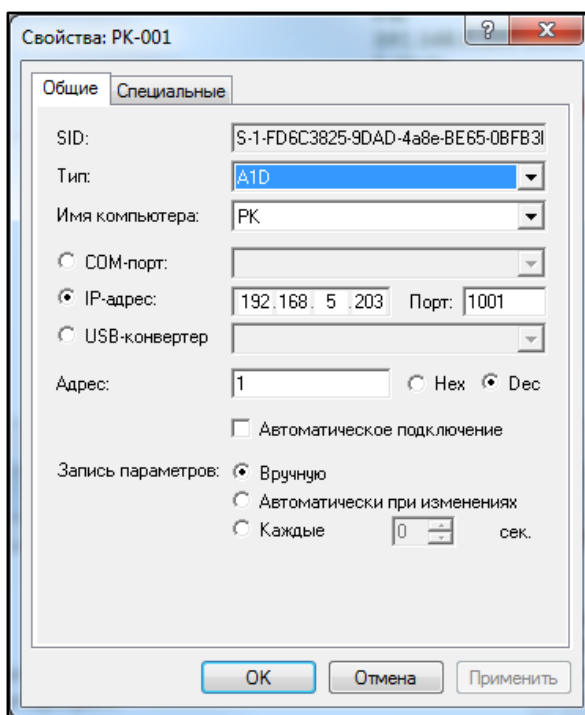 Свойства: PK-001
Общие Специальные
SID: S-1-FD6C3825-9DAD-4a8e-BE65-0BFB3
Тип: A1D
Имя компьютера: PK
COM-порт:
IP-адрес: 192.168. 5 .203 Порт: 1001
USB-конвертер
Адрес: 1 Hex Dec
Автоматическое подключение
Запись параметров: Вручную
Автоматически при изменениях
Каждые 0 сек.
OK Отмена Применить